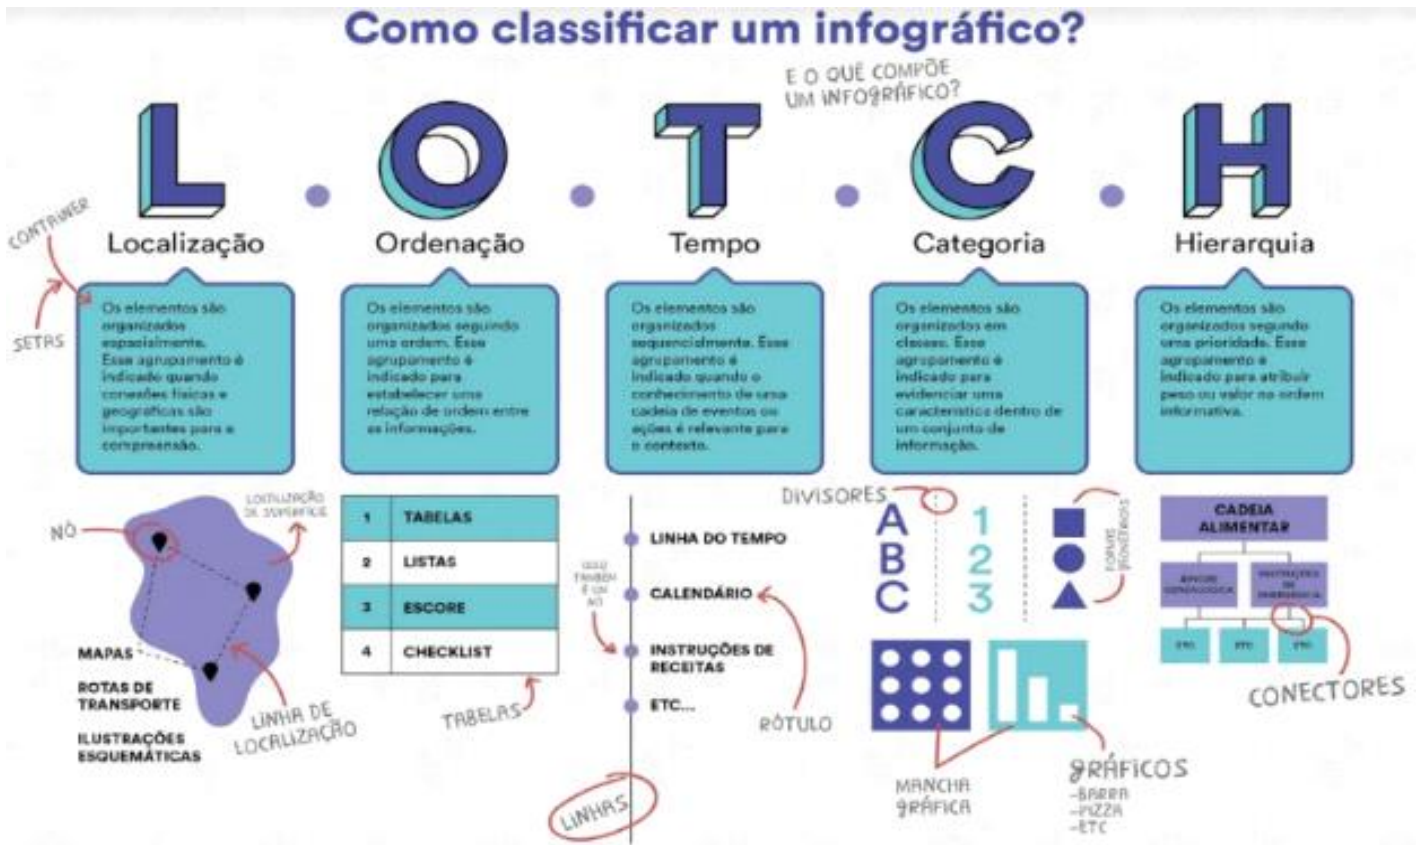 Como classificar um infográfico?
E O QUÊ COMPÕE
UM INFOGRÁFICO?
L
O
T
C
H
Localização
Ordenação
Tempo
Categoria
Hierarquia
CONTAINER
SETAS
Os elementos são
organizados
espacialmente.
Esse agrupamento é
indicado quando
conexões físicas e
geográficas são
importantes para a
compreensão.
Os elementos são
organizados seguindo
uma ordem. Esse
agrupamento é
indicado para
estabelecer uma
relação de ordem entre
as informações.
Os elementos são
organizados
sequencialmente. Esse
agrupamento é
indicado quando o
conhecimento de uma
cadeia de eventos ou
ações é relevante para
o contexto.
Os elementos são
organizados em
classes. Esse
agrupamento é
indicado para
evidenciar uma
característica dentro de
um conjunto de
informação.
Os elementos são
organizados segundo
uma prioridade. Esse
agrupamento é
indicado para atribuir
peso ou valor na ordem
informativa.
NÓ
LOCALIZAÇÃO
DE SUPERFÍCIE
MAPAS
ROTAS DE
TRANSPORTE
ILUSTRAÇÕES
ESQUEMÁTICAS
LINHA DE
LOCALIZAÇÃO
1 TABELAS
2 LISTAS
3 ESCORE
4 CHECKLIST
TABELAS
LINHA DO TEMPO
CALENDÁRIO
INSTRUÇÕES DE
RECEITAS
ETC...
TAMBÉM
É UM
NÓ
RÓTULO
LINHAS
DIVISORES
A
B
C
1
2
3
FORMAS
GEOMÉTRICAS
MANCHA
GRÁFICA
GRÁFICOS
-BARRA
-PIZZA
-ETC
CADEIA
ALIMENTAR
ETC
ETC
ETC
CONECTORES